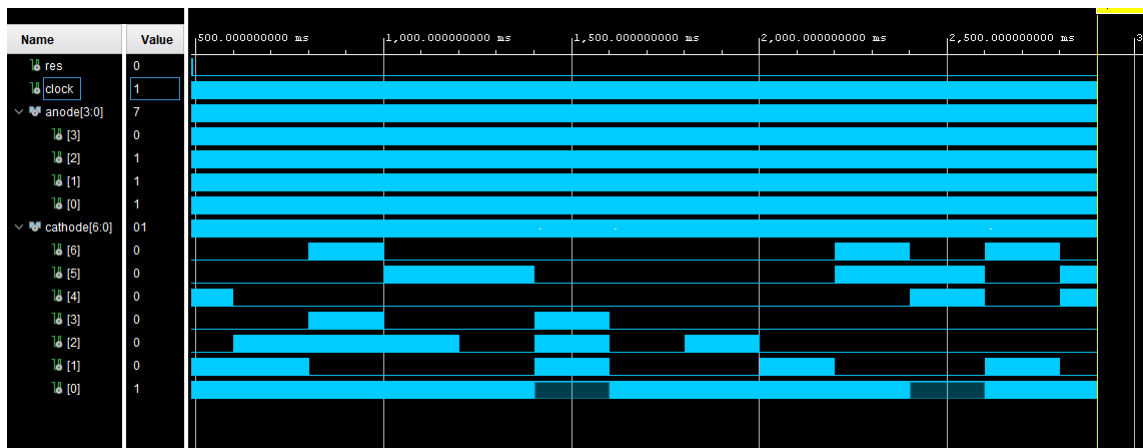 Name Value 500.000000000 ms 1,000.000000000 ms 1,500.000000000 ms 2,000.000000000 ms 2,500.000000000 ms 3
res 0
clock 1
anode[3:0] 7
[3] 0
[2] 1
[1] 1
[0] 1
cathode[6:0] 01
[6] 0
[5] 0
[4] 0
[3] 0
[2] 0
[1] 0
[0] 1